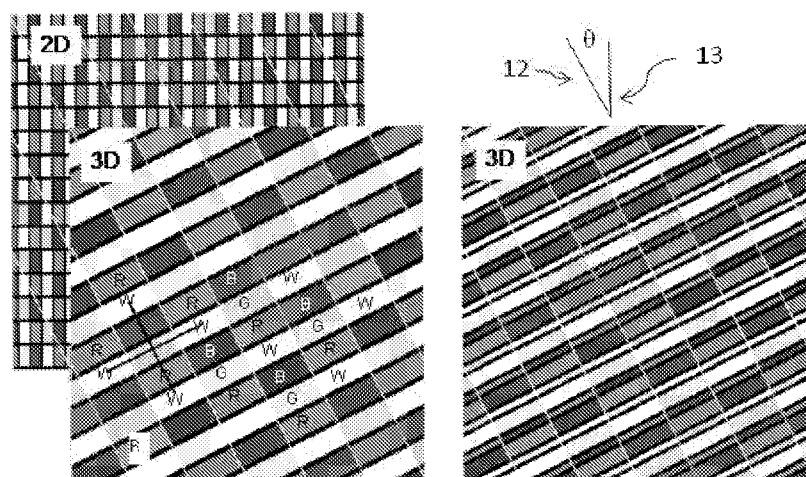 2D
θ
12 13
3D 3D
R B W
W R G B W
W R G
R B W R
W R G B W
W R G
R
R